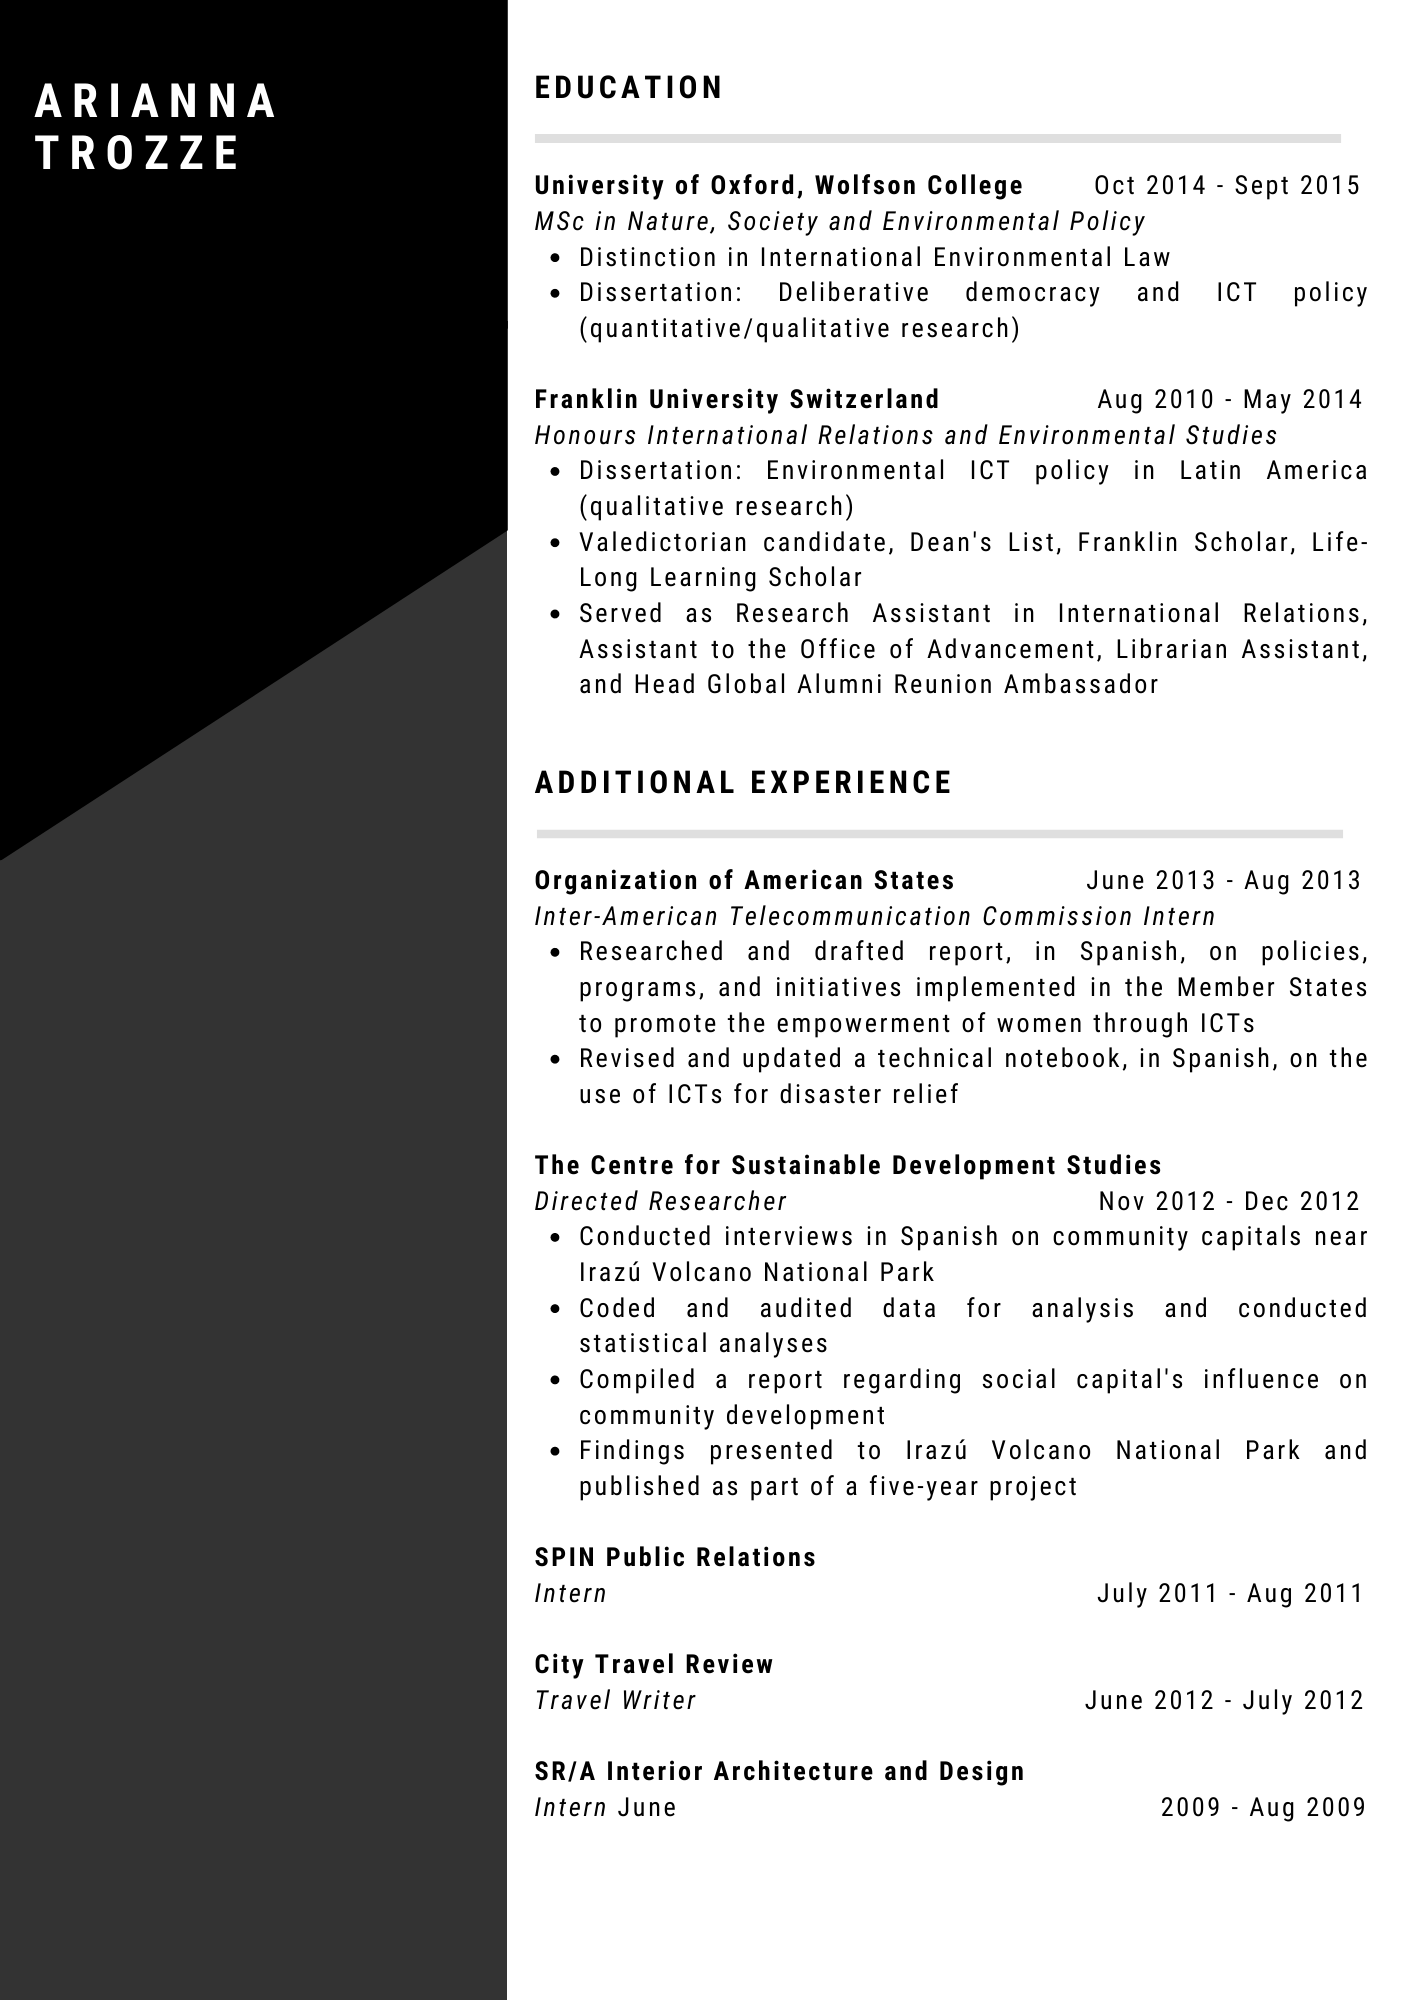 ARIANNA
TROZZE
EDUCATION
University of Oxford, Wolfson College Oct 2014 - Sept 2015
MSc in Nature, Society and Environmental Policy
• Distinction in International Environmental Law
• Dissertation: Deliberative democracy and ICT policy
(quantitative/qualitative research)
Franklin University Switzerland Aug 2010 - May 2014
Honours International Relations and Environmental Studies
• Dissertation: Environmental ICT policy in Latin America
(qualitative research)
• Valedictorian candidate, Dean's List, Franklin Scholar, Life-
Long Learning Scholar
• Served as Research Assistant in International Relations,
Assistant to the Office of Advancement, Librarian Assistant,
and Head Global Alumni Reunion Ambassador
ADDITIONAL EXPERIENCE
Organization of American States June 2013 - Aug 2013
Inter-American Telecommunication Commission Intern
• Researched and drafted report, in Spanish, on policies,
programs, and initiatives implemented in the Member States
to promote the empowerment of women through ICTs
• Revised and updated a technical notebook, in Spanish, on the
use of ICTs for disaster relief
The Centre for Sustainable Development Studies
Directed Researcher Nov 2012 - Dec 2012
• Conducted interviews in Spanish on community capitals near
Irazú Volcano National Park
• Coded and audited data for analysis and conducted
statistical analyses
• Compiled a report regarding social capital's influence on
community development
• Findings presented to Irazú Volcano National Park and
published as part of a five-year project
SPIN Public Relations
Intern July 2011 - Aug 2011
City Travel Review
Travel Writer June 2012 - July 2012
SR/A Interior Architecture and Design
Intern June 2009 - Aug 2009